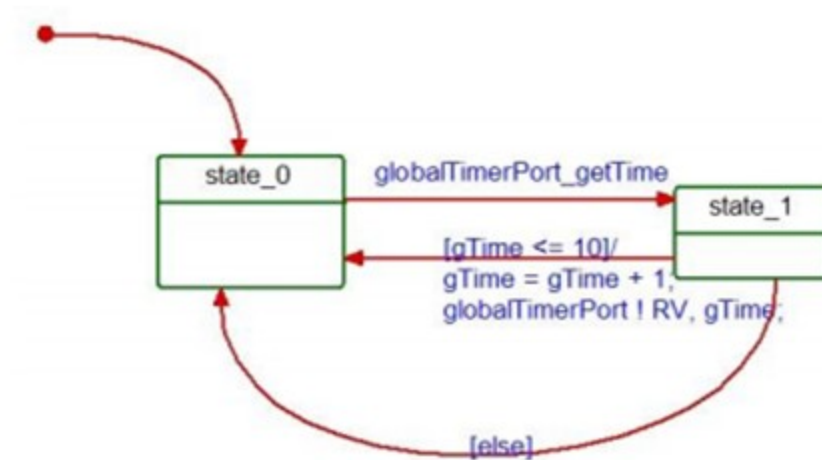 state_0
globalTimerPort_getTime
state_1
[gTime <= 10]/
gTime = gTime + 1;
globalTimerPort ! RV, gTime;
[else]